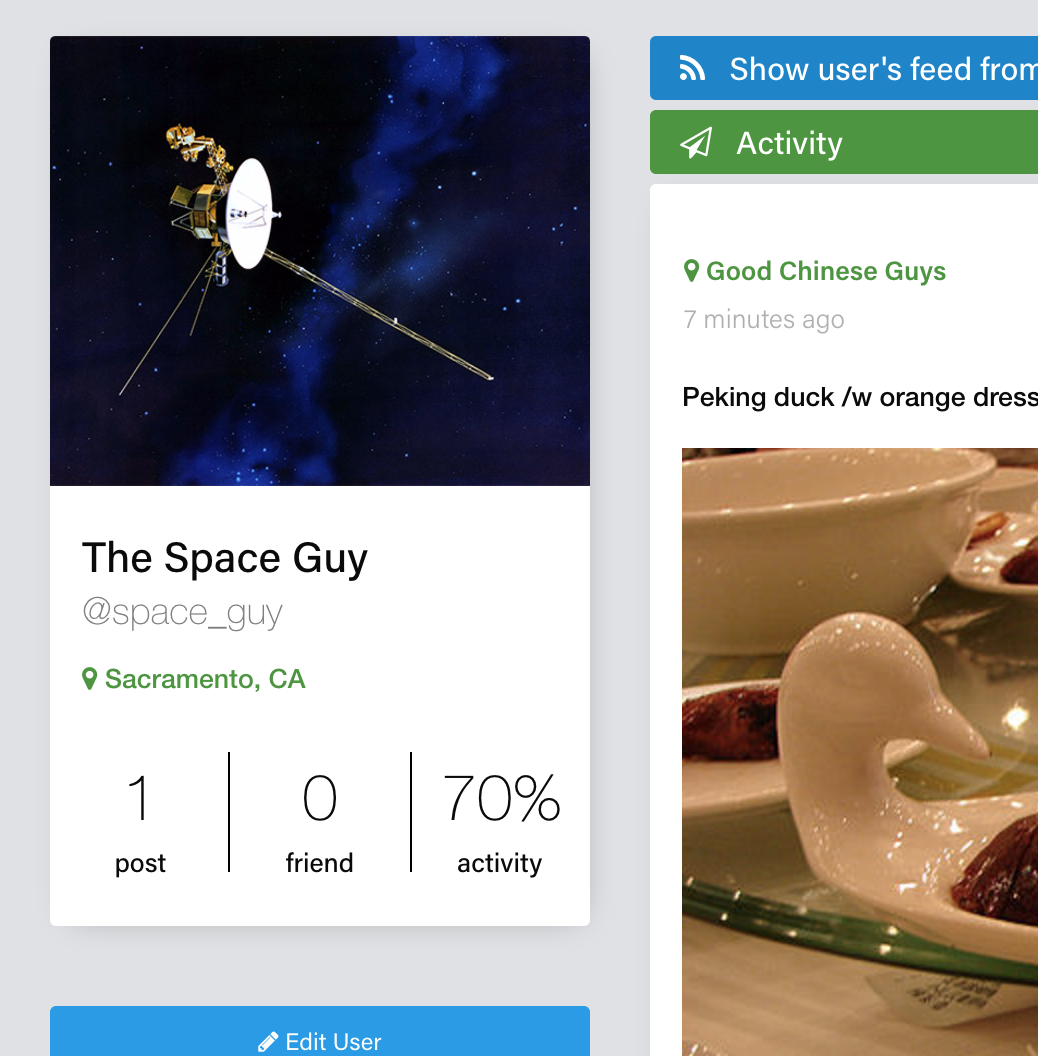 The Space Guy
@space_guy
Sacramento, CA
1
post
0
friend
70%
activity
Edit User
Show user's feed from
Activity
Good Chinese Guys
7 minutes ago
Peking duck /w orange dress